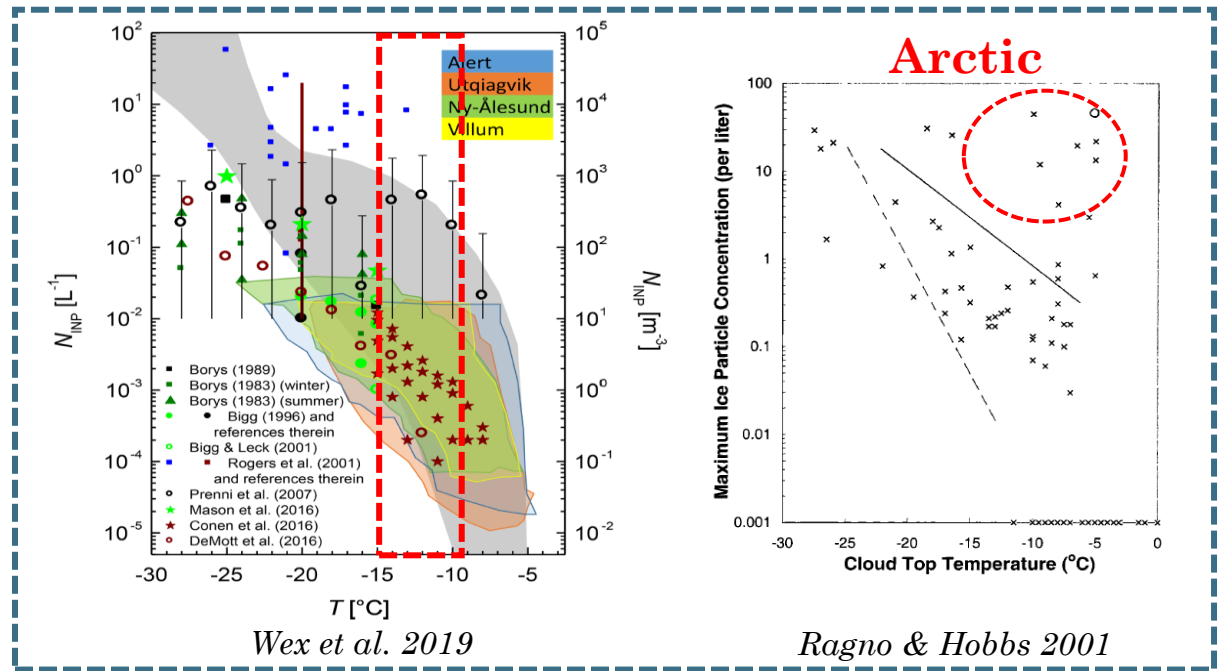 10^2
10^1
10^0
10^-1
10^-2
10^-3
10^-4
10^-5
N_INP [L^-1]
Alert
Utqiagvik
Ny-Ålesund
Villum
Borys (1989)
Borys (1983) (winter)
Borys (1983) (summer)
Bigg (1996) and
references therein
Bigg & Leck (2001)
Rogers et al. (2001)
and references therein
Prenni et al. (2007)
Mason et al. (2016)
Conen et al. (2016)
DeMott et al. (2016)
-30 -25 -20 -15 -10 -5
T [°C]
10^5
10^4
10^3
10^2
10^1
10^0
10^-1
10^-2
N_INP [m^-3]
Wex et al. 2019
Arctic
Maximum Ice Particle Concentration (per liter)
100
10
1
0.1
0.01
0.001
-30 -25 -20 -15 -10 -5 0
Cloud Top Temperature (°C)
Ragno & Hobbs 2001